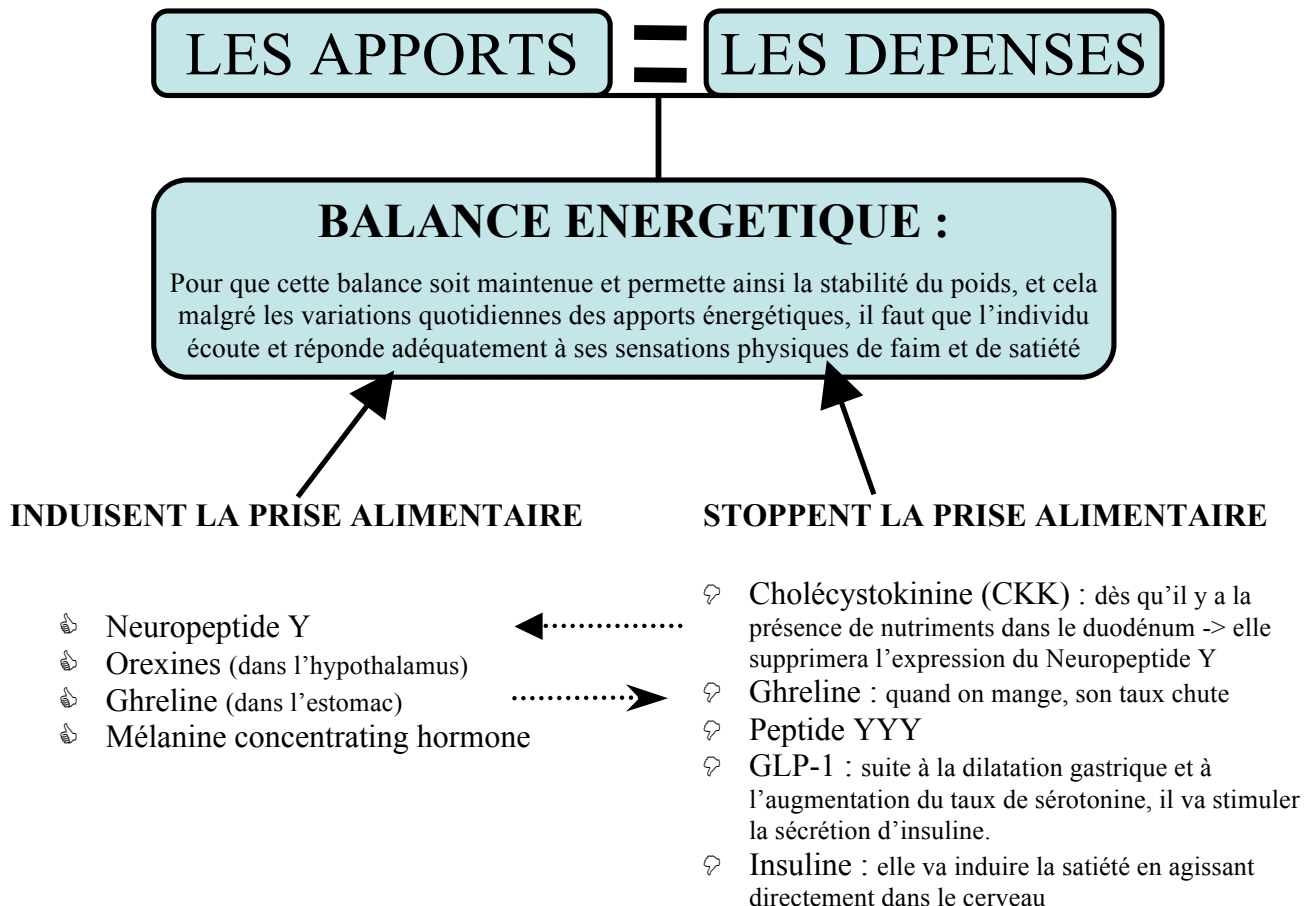 LES APPORTS = LES DEPENSES
BALANCE ENERGETIQUE :
Pour que cette balance soit maintenue et permette ainsi la stabilité du poids, et cela
malgré les variations quotidiennes des apports énergétiques, il faut que l’individu
écoute et réponde adéquatement à ses sensations physiques de faim et de satiété
INDUISENT LA PRISE ALIMENTAIRE
Neuropeptide Y
Orexines (dans l’hypothalamus)
Ghreline (dans l’estomac)
Mélanine concentrating hormone
STOPPENT LA PRISE ALIMENTAIRE
Cholécystokinine (CKK) : dès qu’il y a la
présence de nutriments dans le duodénum -> elle
supprimera l’expression du Neuropeptide Y
Ghreline : quand on mange, son taux chute
Peptide YYY
GLP-1 : suite à la dilatation gastrique et à
l’augmentation du taux de sérotonine, il va stimuler
la sécrétion d’insuline.
Insuline : elle va induire la satiété en agissant
directement dans le cerveau